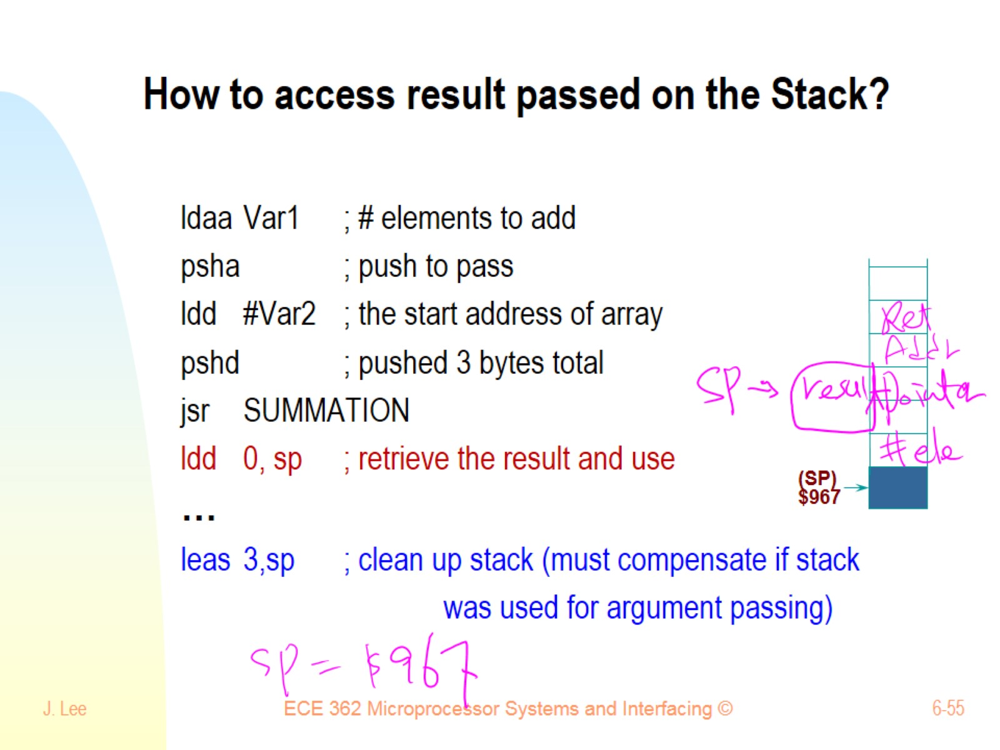 How to access result passed on the Stack?
ldaa Var1 ; # elements to add
psha ; push to pass
ldd #Var2 ; the start address of array
pshd ; pushed 3 bytes total
jsr SUMMATION
ldd 0, sp ; retrieve the result and use
...
leas 3,sp ; clean up stack (must compensate if stack
was used for argument passing)
Ret
Addr
SP → result pointer
# ele
(SP)
$967
SP = $967
J. Lee
ECE 362 Microprocessor Systems and Interfacing ©
6-55